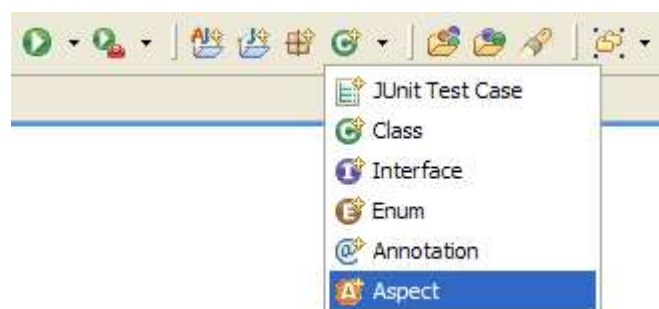 JUnit Test Case
Class
Interface
Enum
Annotation
Aspect